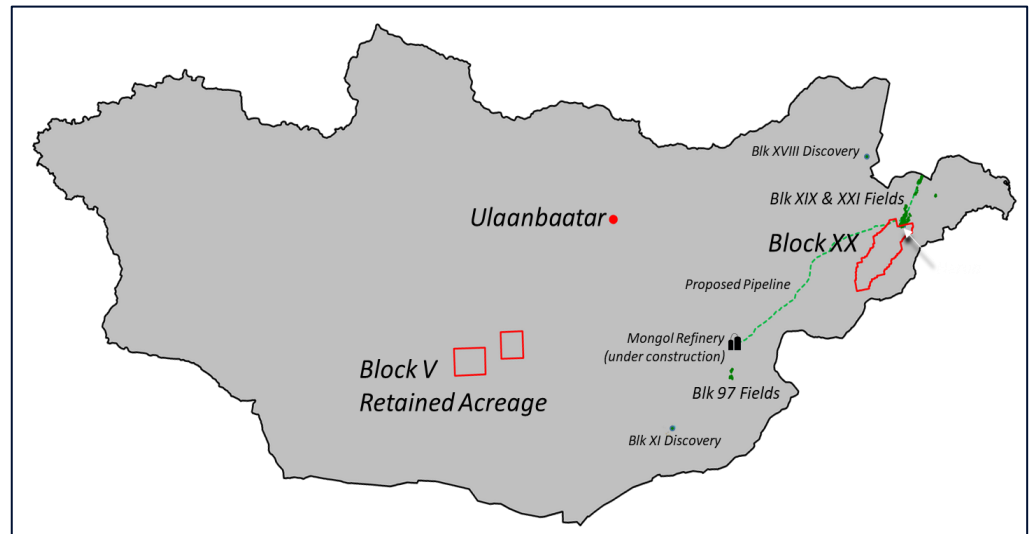 Blk XVIII Discovery
Blk XIX & XXI Fields
Ulaanbaatar
Block XX
Proposed Pipeline
Mongol Refinery
(under construction)
Block V
Retained Acreage
Blk 97 Fields
Blk XI Discovery